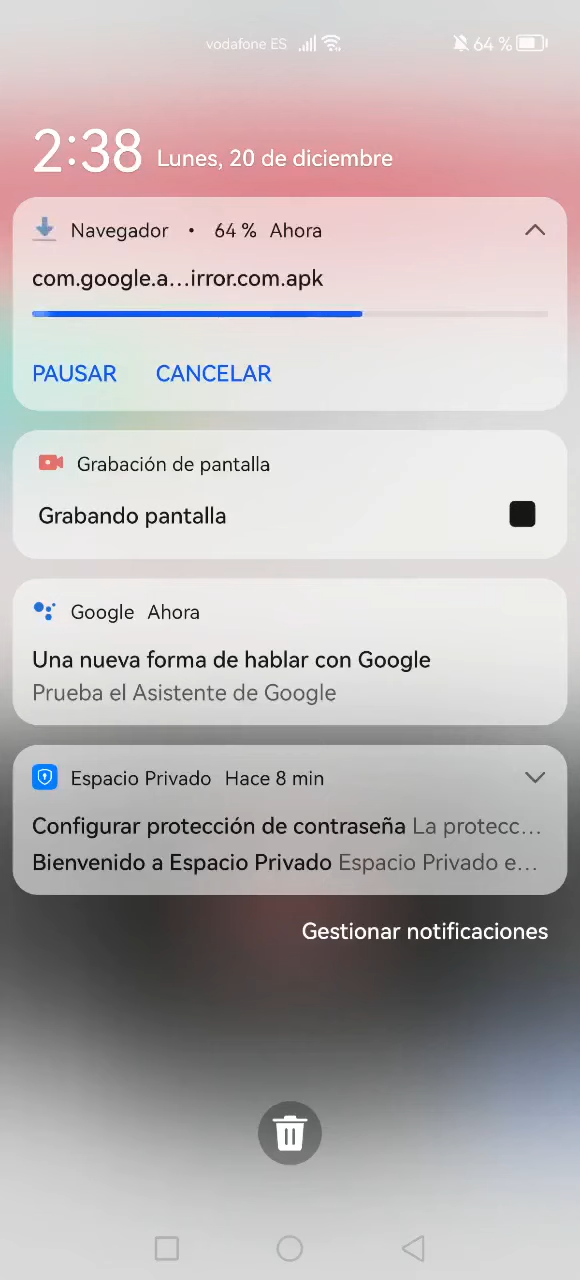 vodafone ES 64 %
2:38 Lunes, 20 de diciembre
Navegador • 64 % Ahora
com.google.a...irror.com.apk
PAUSAR CANCELAR
Grabación de pantalla
Grabando pantalla
Google Ahora
Una nueva forma de hablar con Google
Prueba el Asistente de Google
Espacio Privado Hace 8 min
Configurar protección de contraseña La protecc...
Bienvenido a Espacio Privado Espacio Privado e...
Gestionar notificaciones